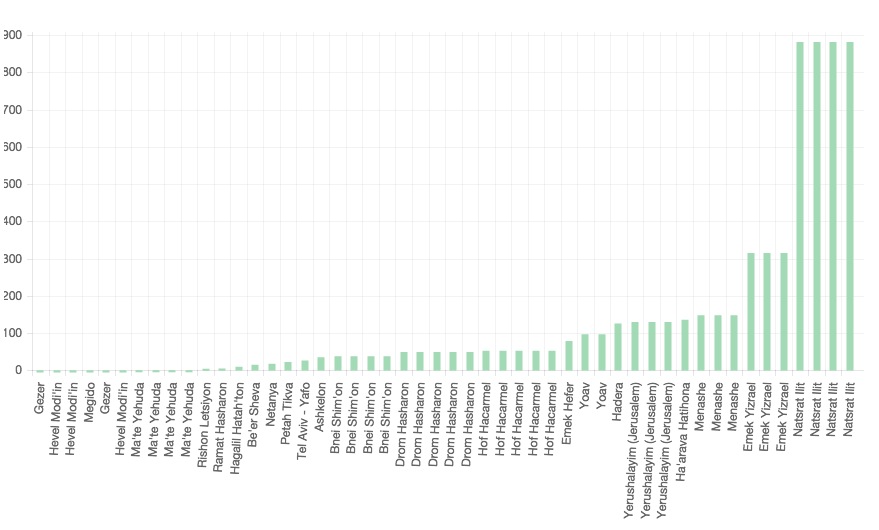 900
800
700
600
500
400
300
200
100
0
Gezer
Hevel Modi'in
Hevel Modi'in
Megido
Gezer
Hevel Modi'in
Ma'te Yehuda
Ma'te Yehuda
Ma'te Yehuda
Ma'te Yehuda
Rishon Letsiyon
Ramat Hasharon
Hagalil Hatah'ton
Be'er Sheva
Netanya
Petah Tikva
Tel Aviv - Yafo
Ashkelon
Bnei Shim'on
Bnei Shim'on
Bnei Shim'on
Bnei Shim'on
Drom Hasharon
Drom Hasharon
Drom Hasharon
Drom Hasharon
Drom Hasharon
Hof Hacarmel
Hof Hacarmel
Hof Hacarmel
Hof Hacarmel
Hof Hacarmel
Emek Hefer
Yoav
Yoav
Hadera
Yerushalayim (Jerusalem)
Yerushalayim (Jerusalem)
Yerushalayim (Jerusalem)
Ha'arava Hatihona
Menashe
Menashe
Menashe
Emek Yizrael
Emek Yizrael
Emek Yizrael
Natsrat Ilit
Natsrat Ilit
Natsrat Ilit
Natsrat Ilit